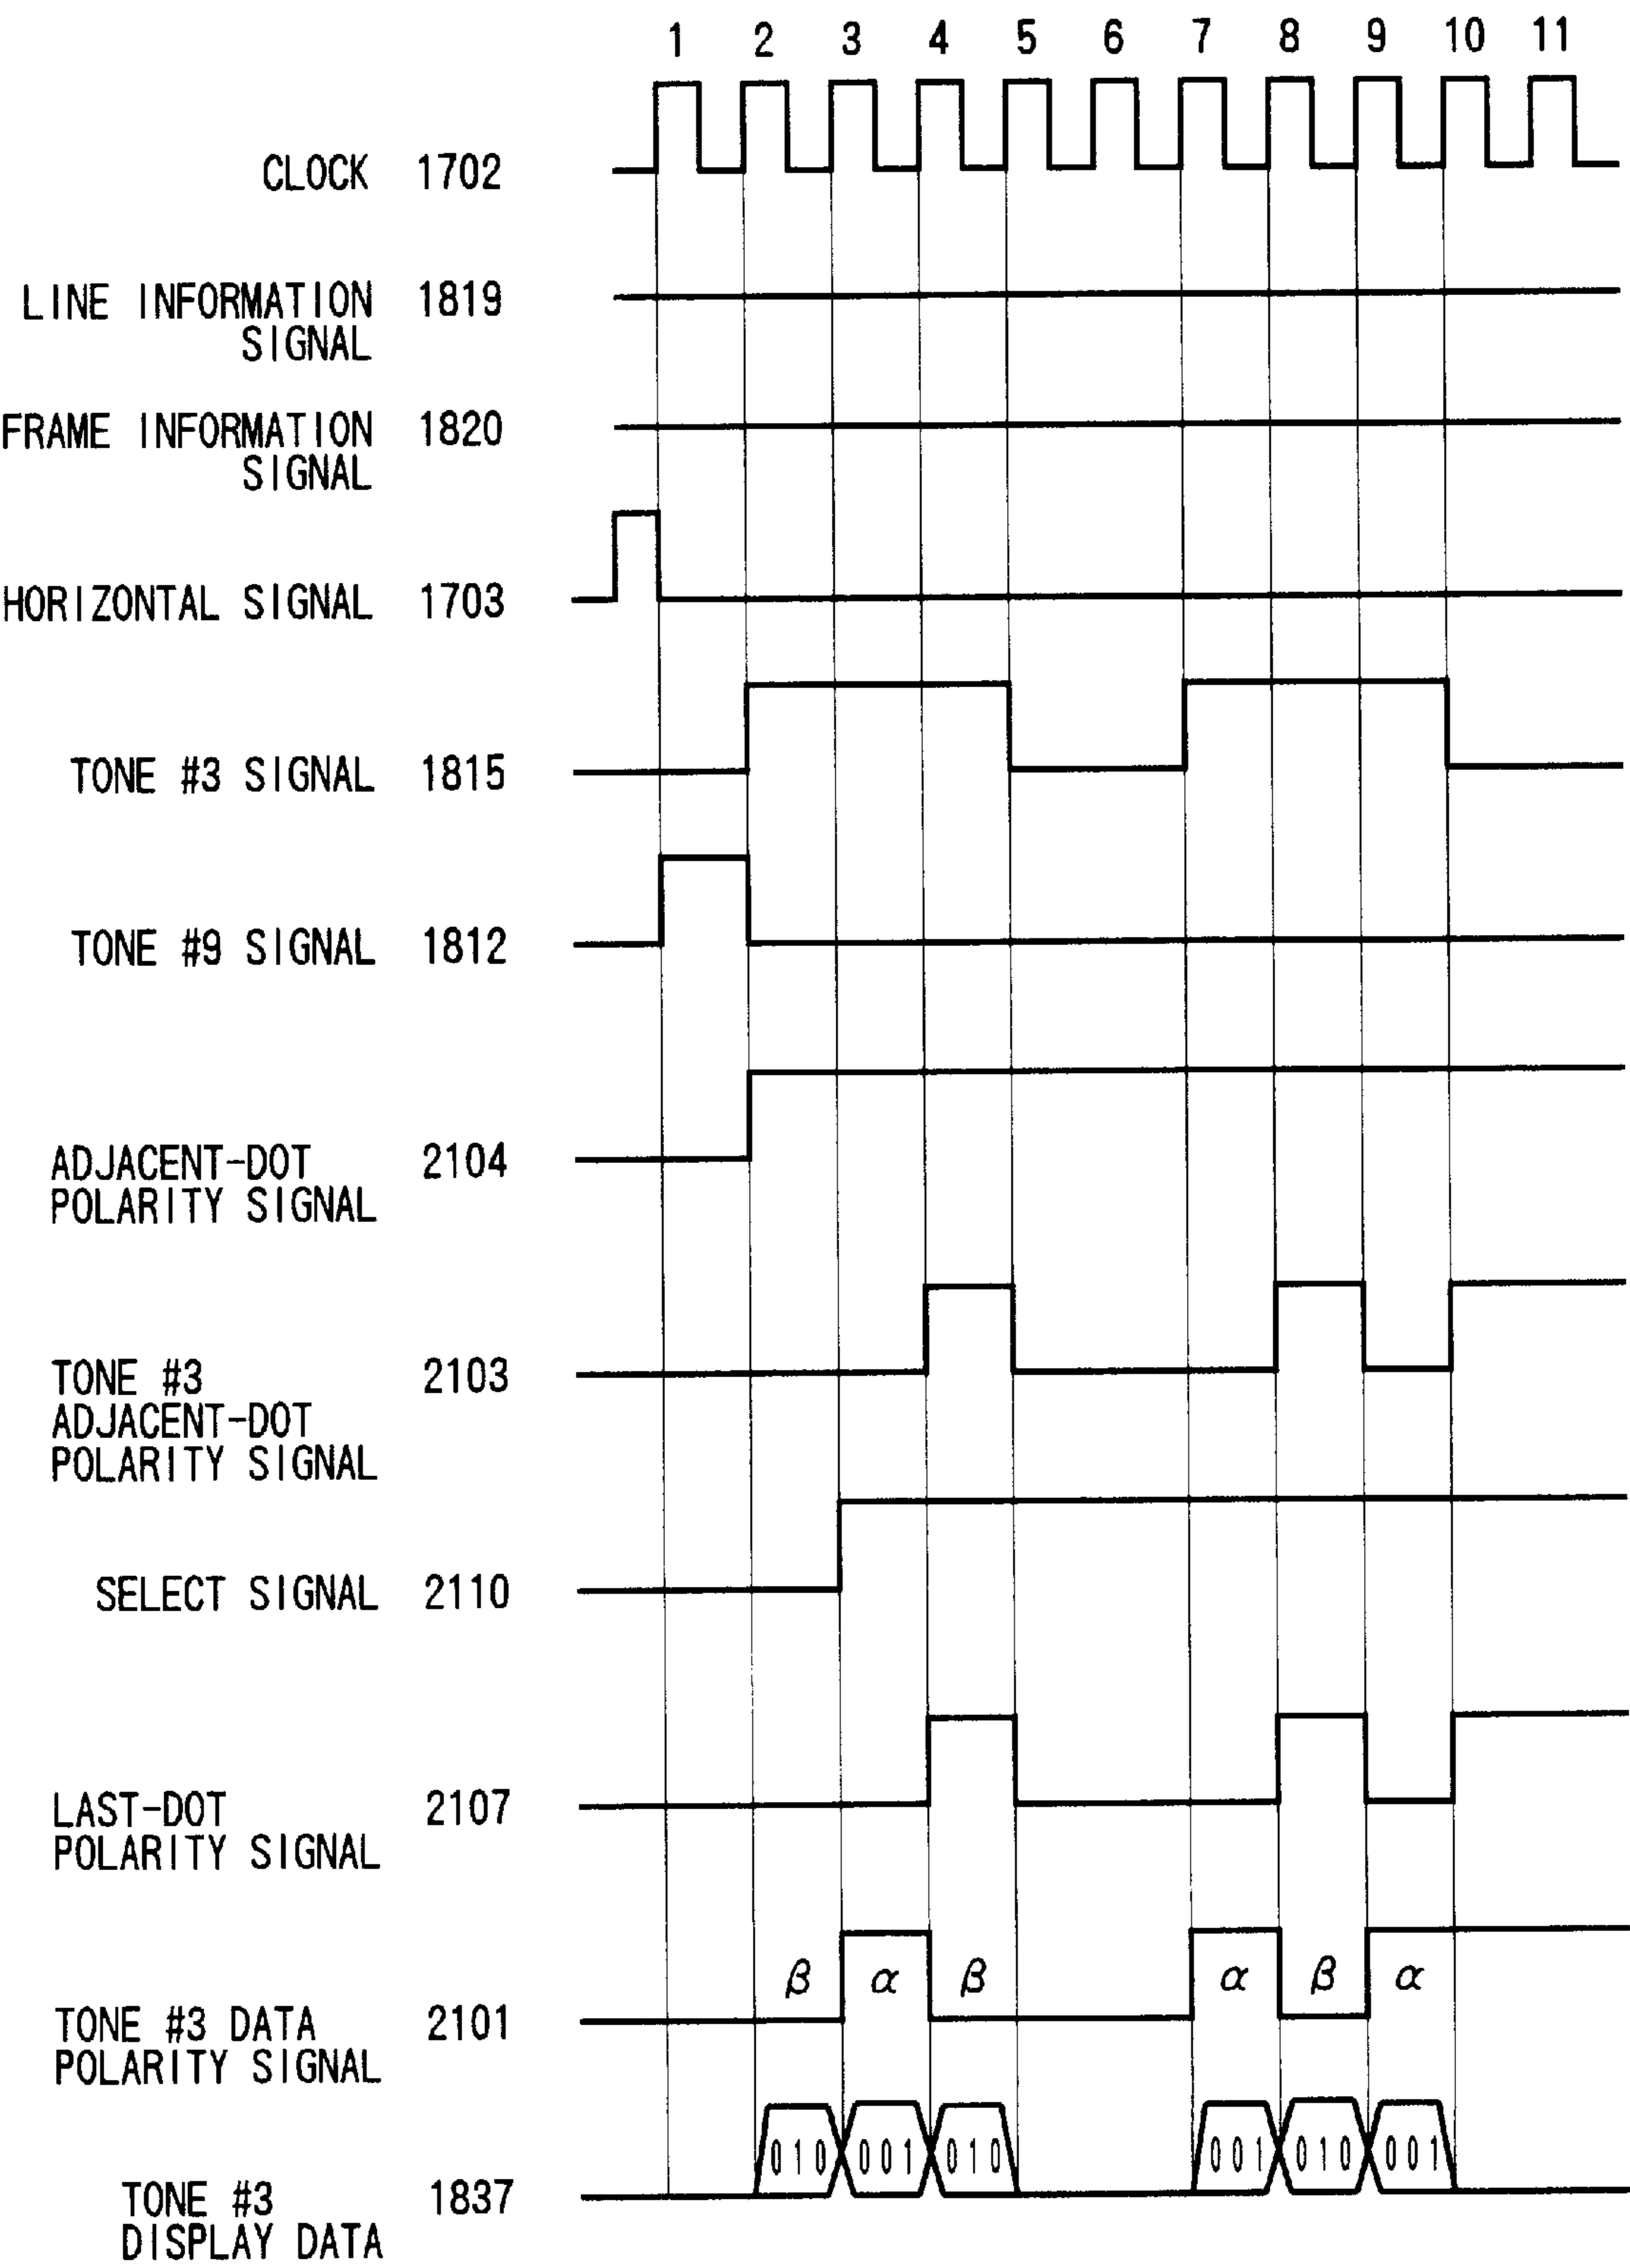 1 2 3 4 5 6 7 8 9 10 11
CLOCK 1702
LINE INFORMATION 1819
SIGNAL
FRAME INFORMATION 1820
SIGNAL
HORIZONTAL SIGNAL 1703
TONE #3 SIGNAL 1815
TONE #9 SIGNAL 1812
ADJACENT-DOT 2104
POLARITY SIGNAL
TONE #3 2103
ADJACENT-DOT
POLARITY SIGNAL
SELECT SIGNAL 2110
LAST-DOT 2107
POLARITY SIGNAL
β α β α β α
TONE #3 DATA 2101
POLARITY SIGNAL
010 001 010 001 010 001
TONE #3 1837
DISPLAY DATA